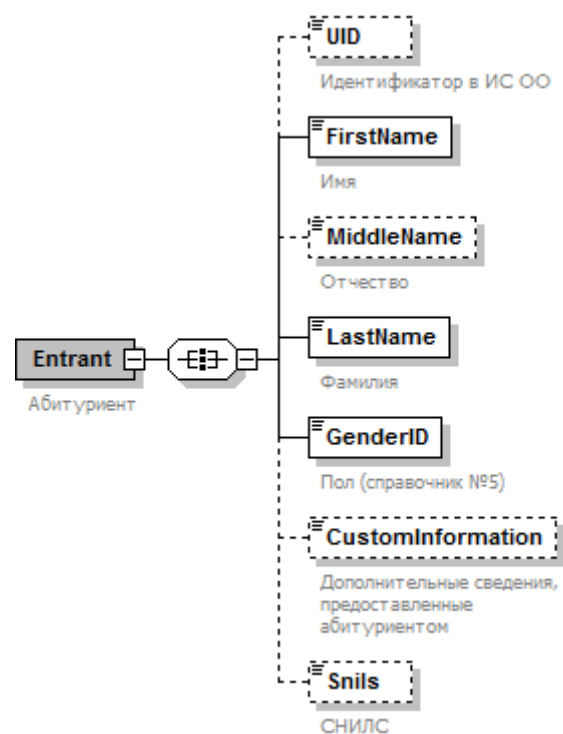 UID
Идентификатор в ИС ОО
FirstName
Имя
MiddleName
Отчество
LastName
Фамилия
Entrant
Абитуриент
GenderID
Пол (справочник №5)
CustomInformation
Дополнительные сведения,
предоставленные
абитуриентом
Snils
СНИЛС